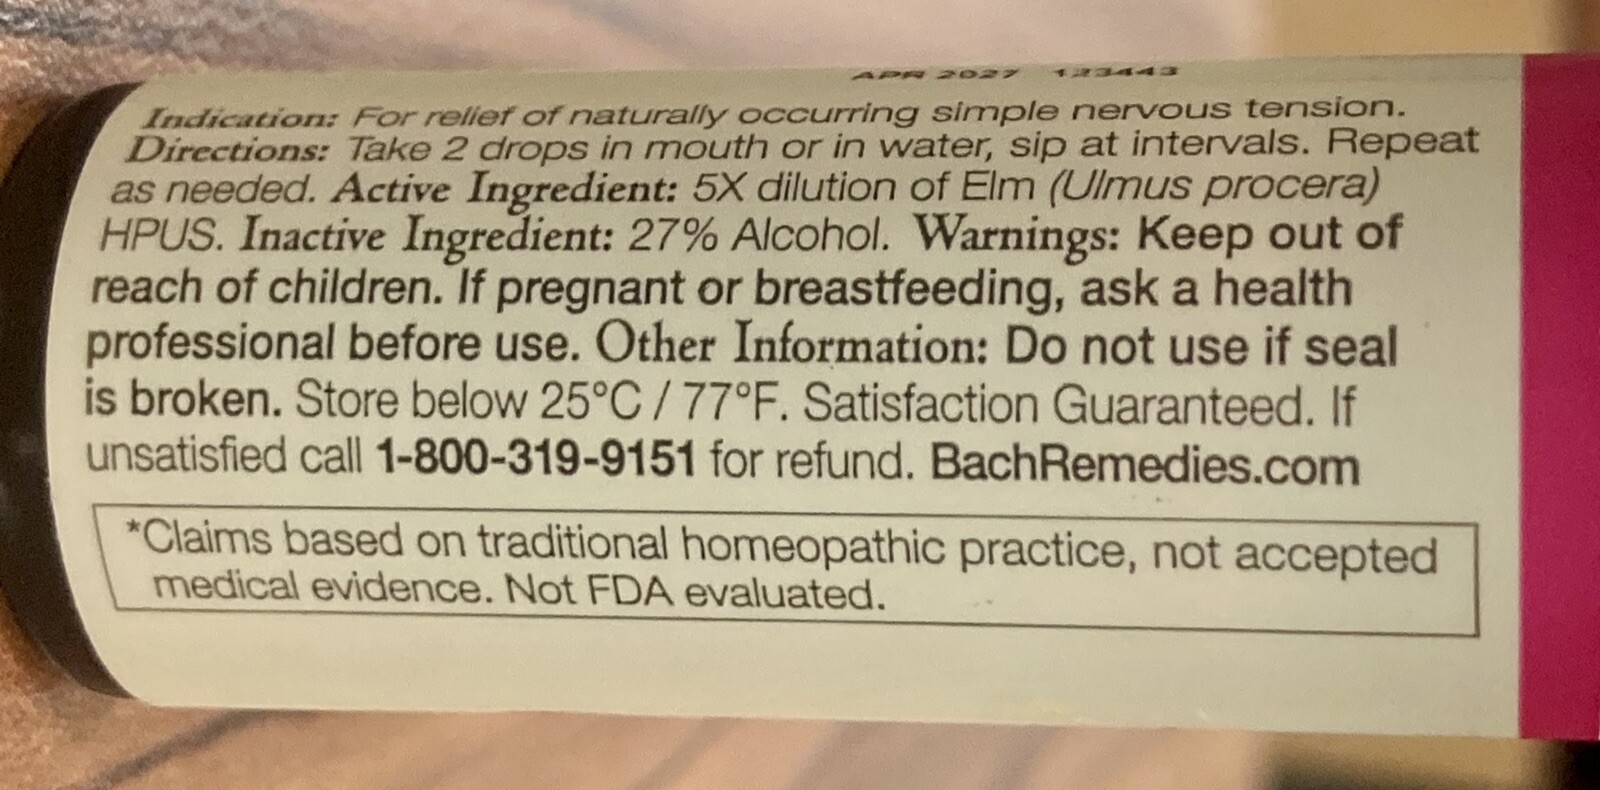 APR 2027 123443
Indication: For relief of naturally occurring simple nervous tension.
Directions: Take 2 drops in mouth or in water, sip at intervals. Repeat
as needed. Active Ingredient: 5X dilution of Elm (Ulmus procera)
HPUS. Inactive Ingredient: 27% Alcohol. Warnings: Keep out of
reach of children. If pregnant or breastfeeding, ask a health
professional before use. Other Information: Do not use if seal
is broken. Store below 25°C / 77°F. Satisfaction Guaranteed. If
unsatisfied call 1-800-319-9151 for refund. BachRemedies.com
*Claims based on traditional homeopathic practice, not accepted
medical evidence. Not FDA evaluated.